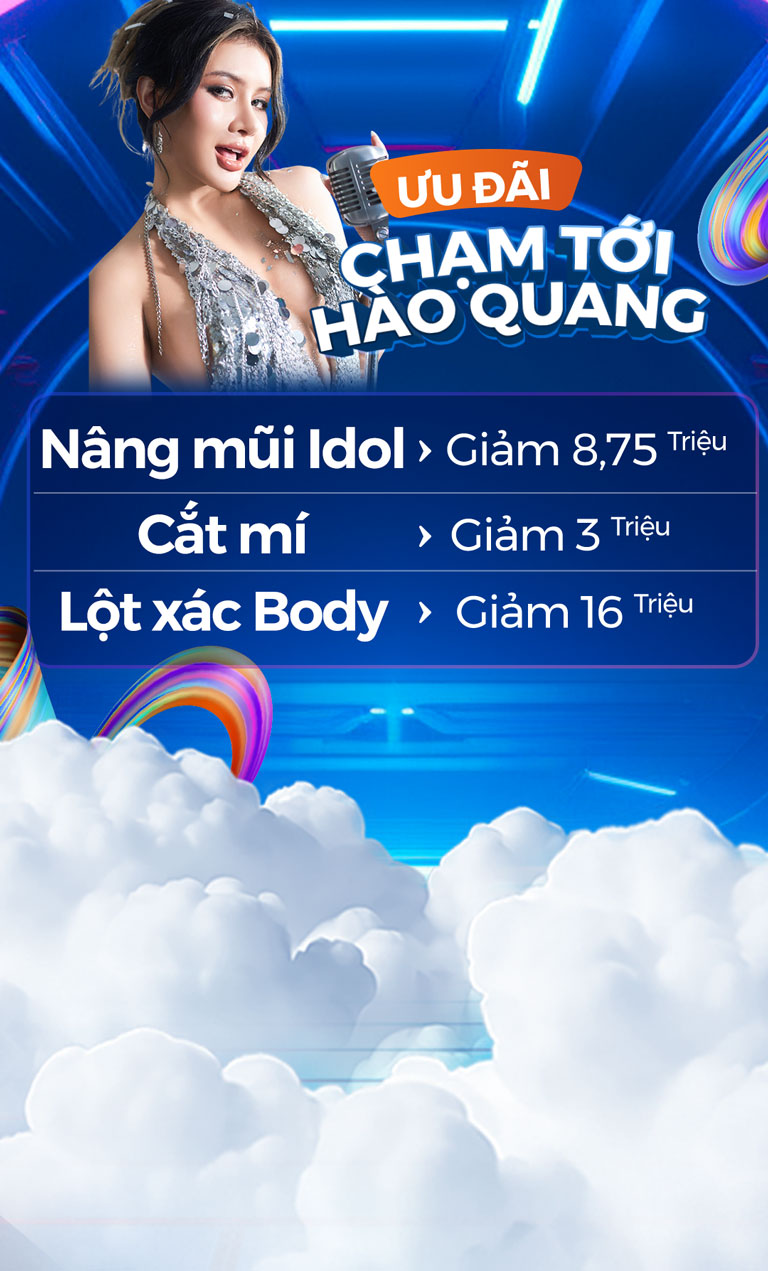 ƯU ĐÃI
CHẠM TỚI
HÀO QUANG
Nâng mũi Idol › Giảm 8,75 Triệu
Cắt mí › Giảm 3 Triệu
Lột xác Body › Giảm 16 Triệu